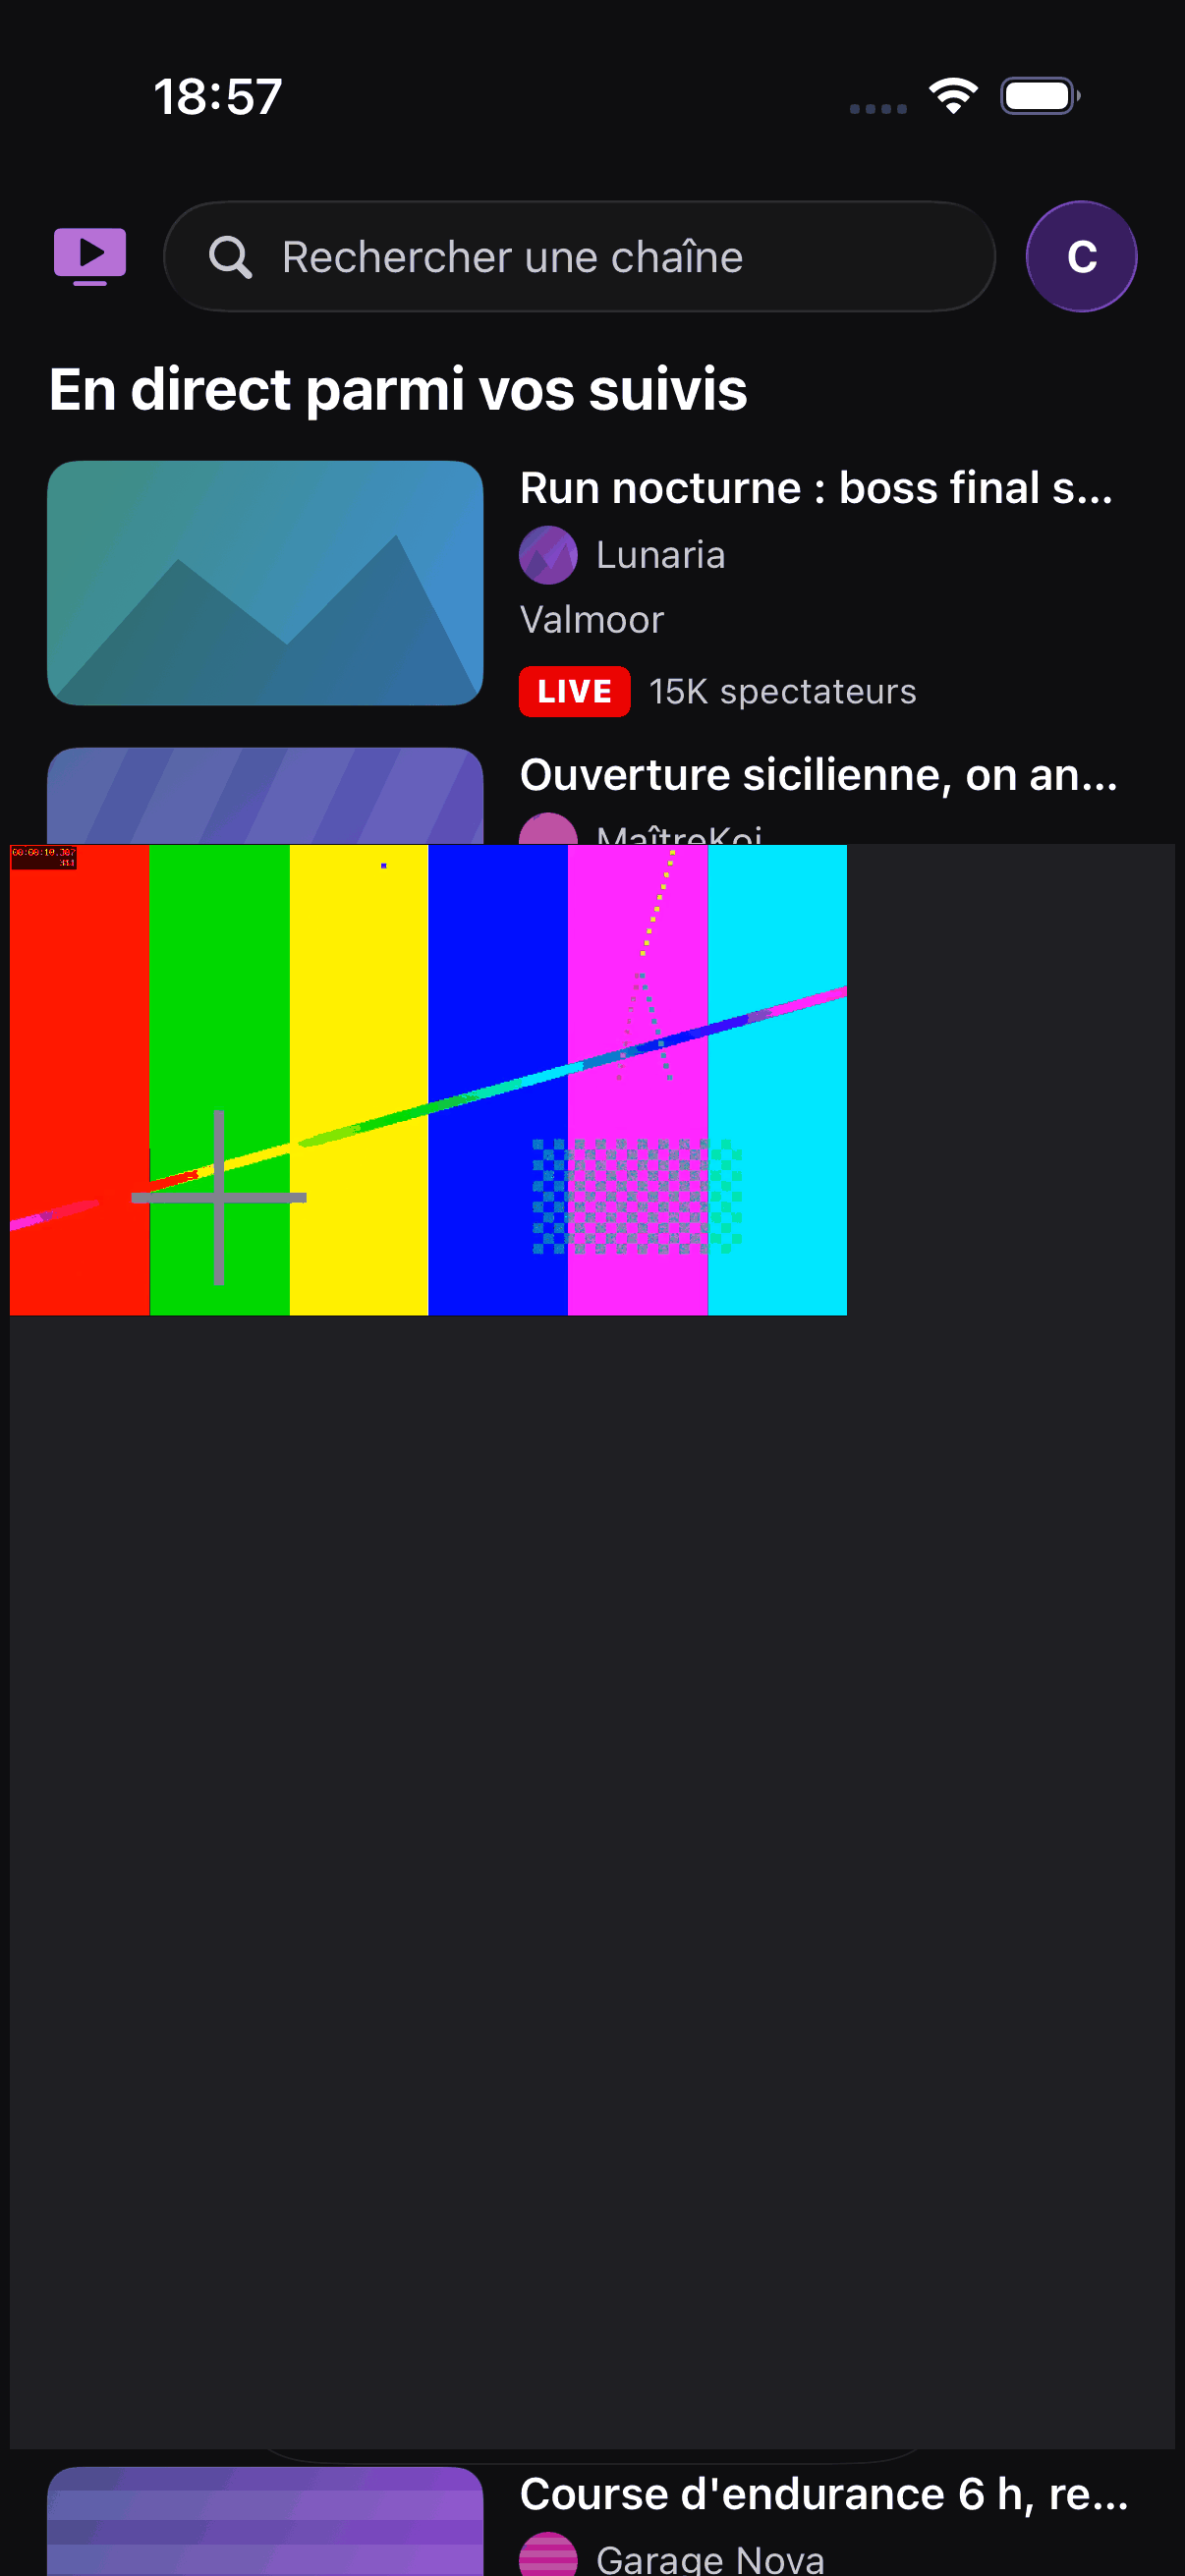 18:57
Rechercher une chaîne
C
En direct parmi vos suivis
Run nocturne : boss final s...
Lunaria
Valmoor
LIVE 15K spectateurs
Ouverture sicilienne, on an...
MaîtreKoi
Course d'endurance 6 h, re...
Garage Nova